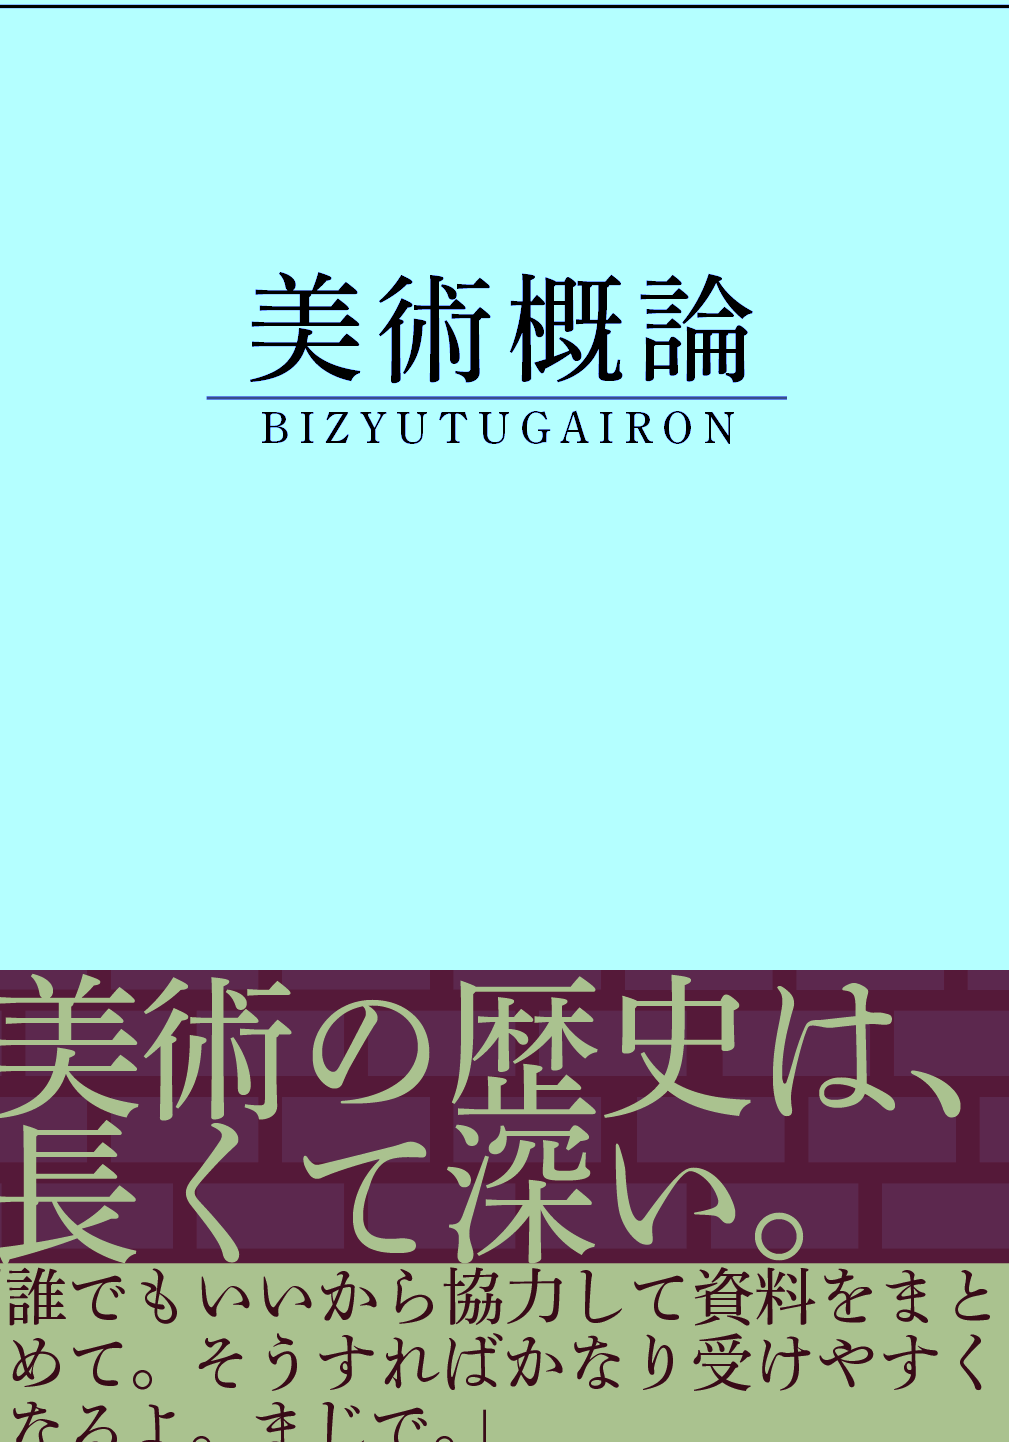 美術概論
BIZYUTUGAIRON
美術の歴史は、
長くて深い。
誰でもいいから協力して資料をまと
めて。そうすればかなり受けやすく
なるよ。まじで。|